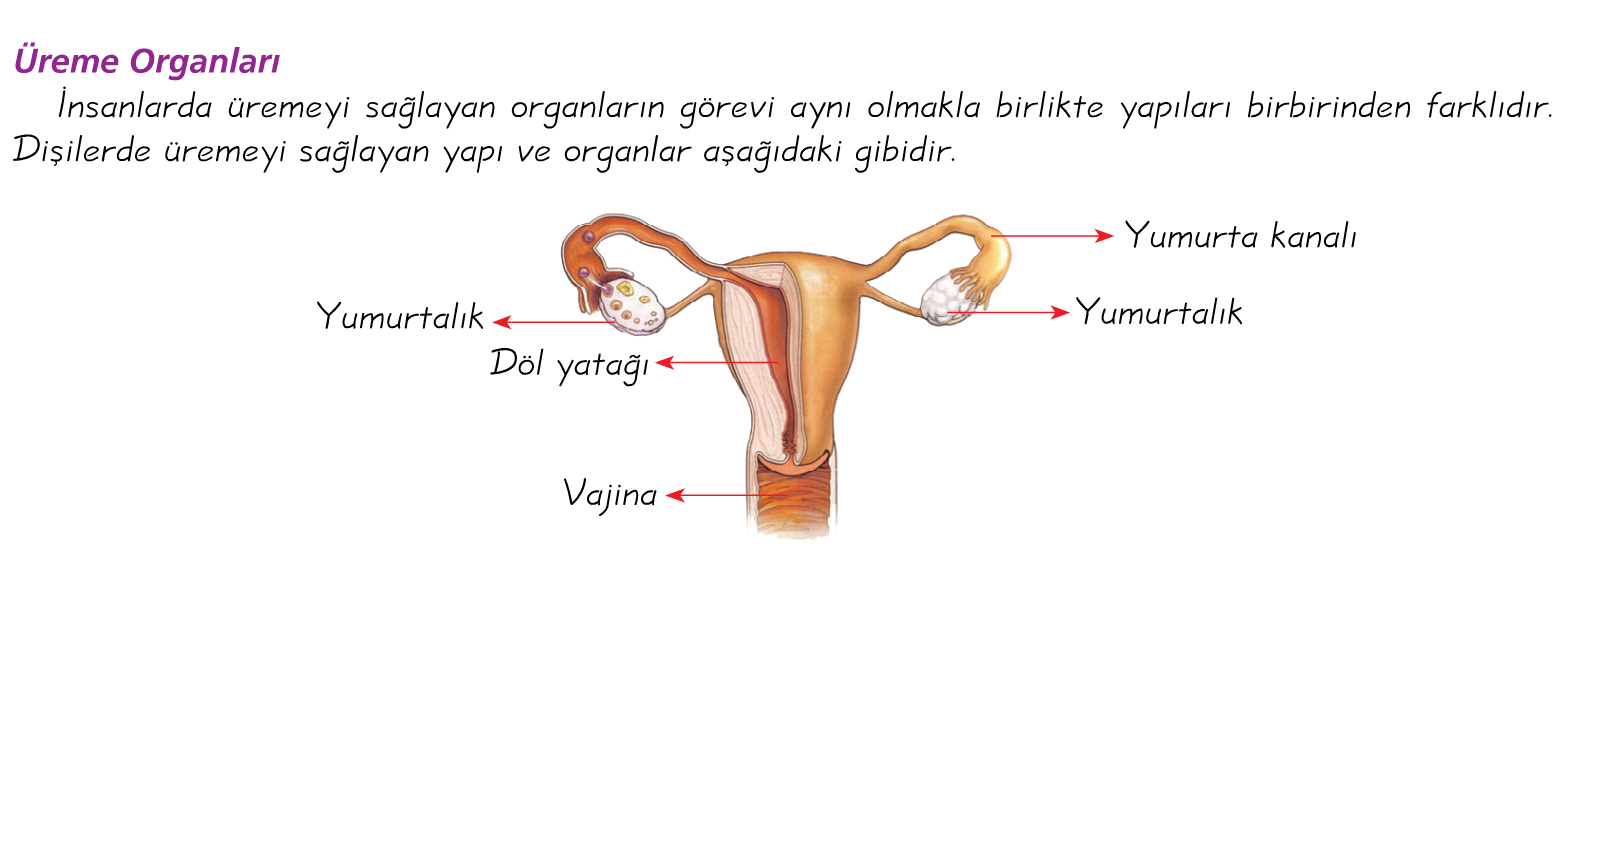 Üreme Organları
İnsanlarda üremeyi sağlayan organların görevi aynı olmakla birlikte yapıları birbirinden farklıdır.
Dişilerde üremeyi sağlayan yapı ve organlar aşağıdaki gibidir.
Yumurta kanalı
Yumurtalık
Yumurtalık
Döl yatağı
Vajina